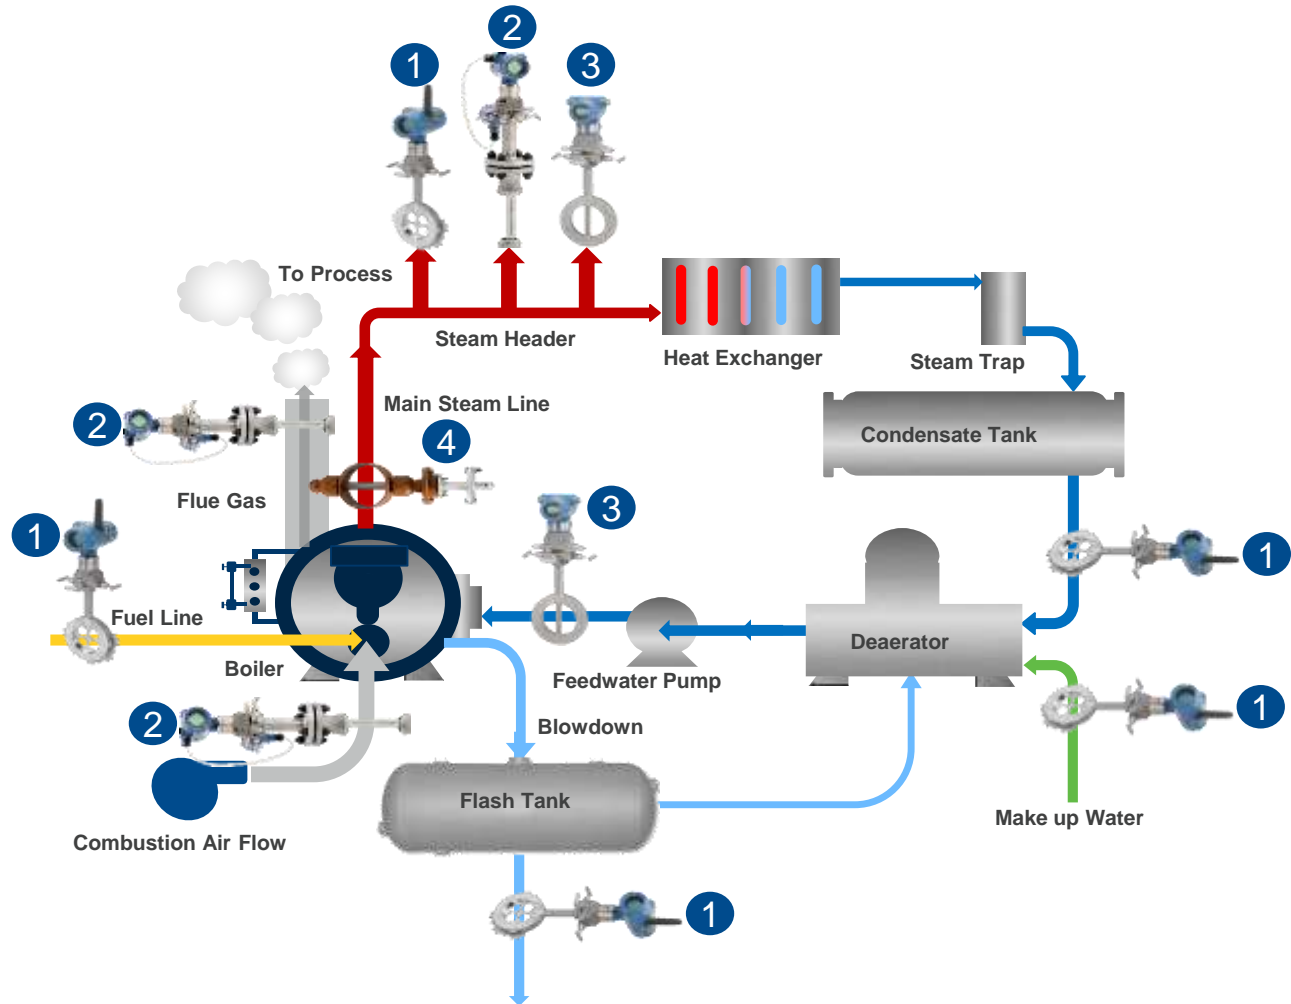 2
1
3
To Process
Steam Header
Heat Exchanger
Steam Trap
Main Steam Line
2
4
Condensate Tank
Flue Gas
1
3
1
Fuel Line
Deaerator
Boiler
Feedwater Pump
2
Blowdown
1
Flash Tank
Make up Water
Combustion Air Flow
1